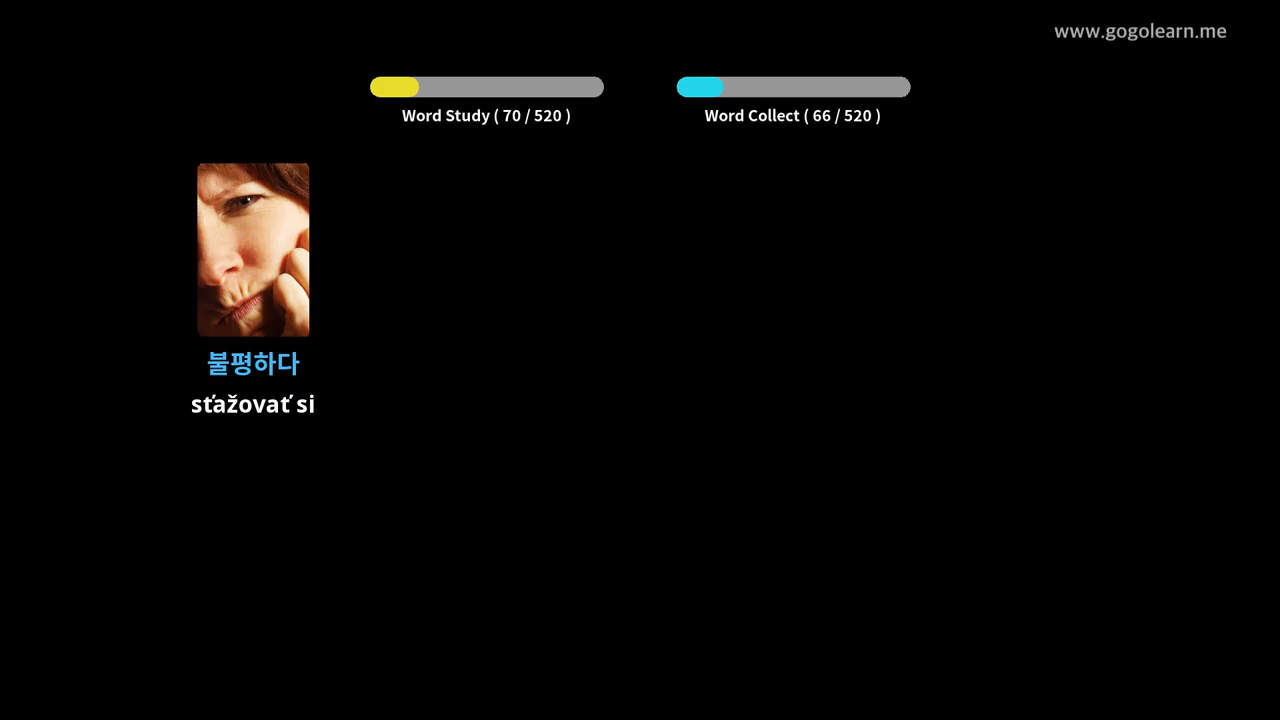 www.gogolearn.me
Word Study ( 70 / 520 )
Word Collect ( 66 / 520 )
불평하다
sťažovať si